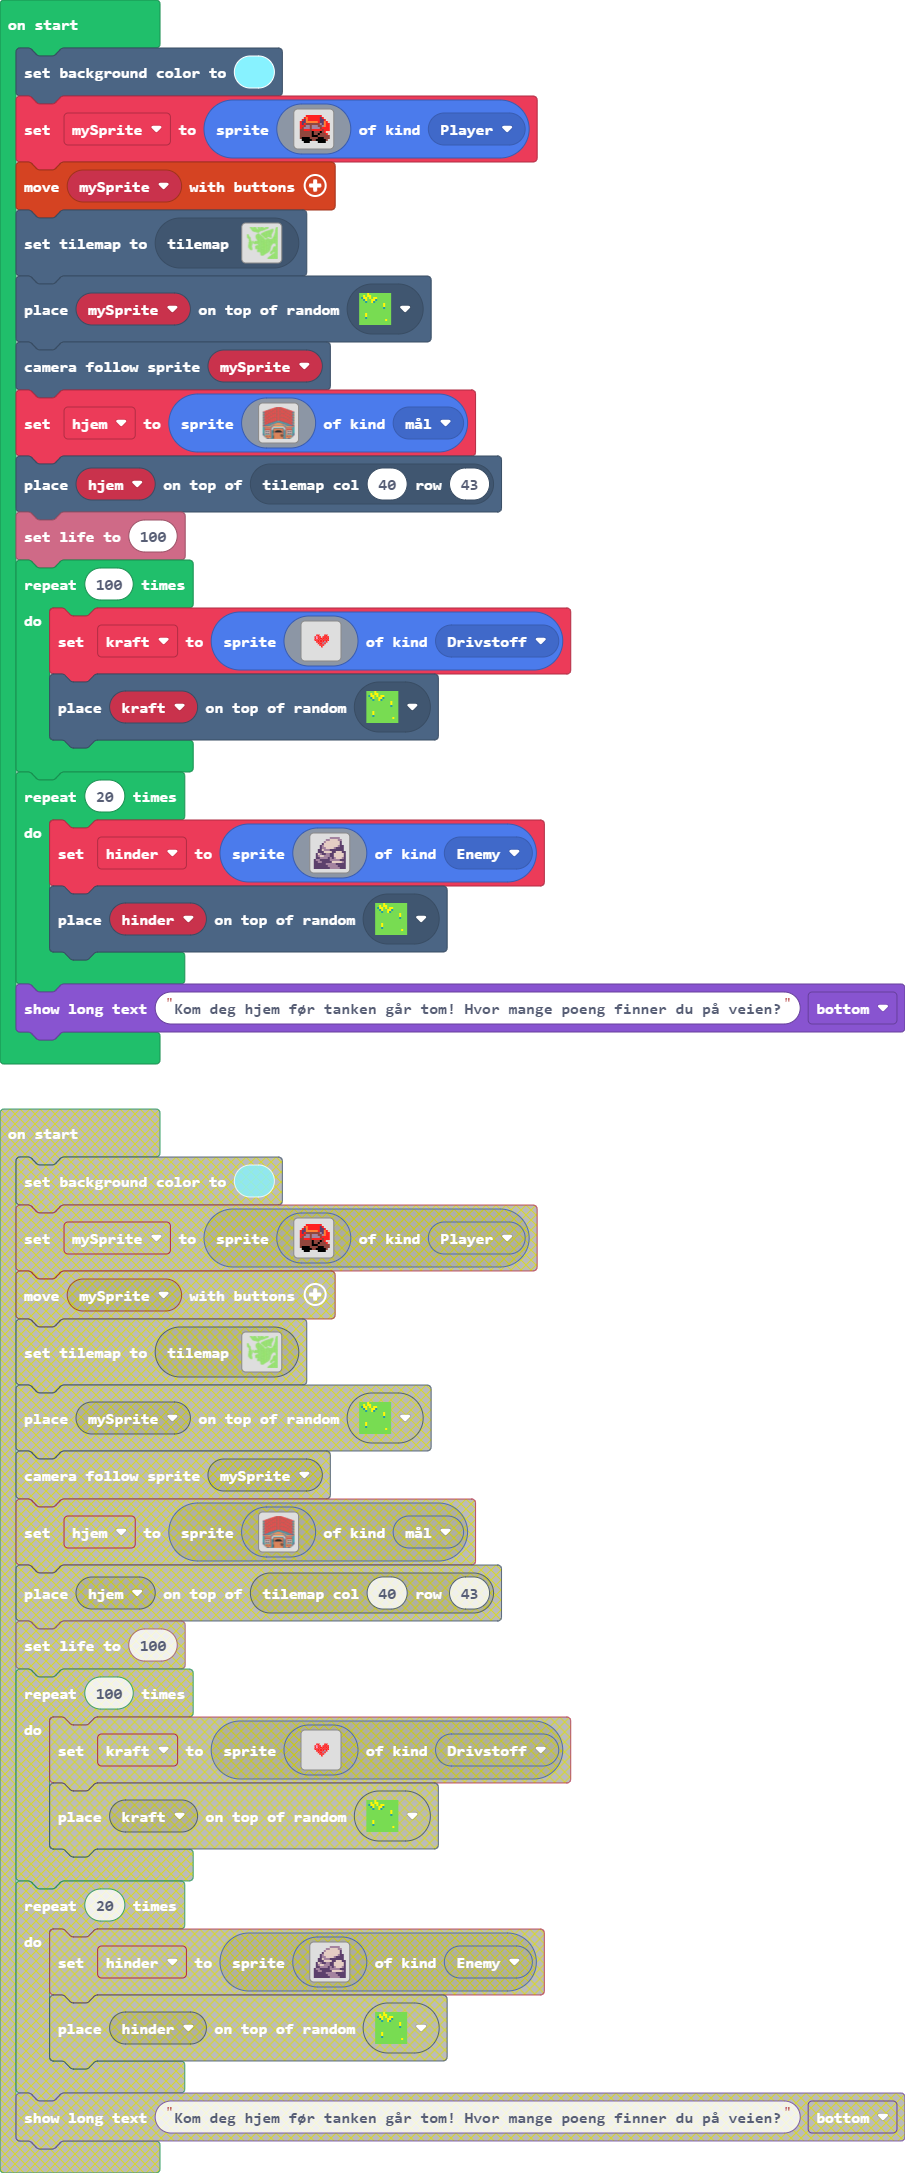 on start
set background color to
set mySprite to sprite of kind Player
move mySprite with buttons
set tilemap to tilemap
place mySprite on top of random
camera follow sprite mySprite
set hjem to sprite of kind mål
place hjem on top of tilemap col 40 row 43
set life to 100
repeat 100 times
do
set kraft to sprite of kind Drivstoff
place kraft on top of random
repeat 20 times
do
set hinder to sprite of kind Enemy
place hinder on top of random
show long text "Kom deg hjem før tanken går tom! Hvor mange poeng finner du på veien?" bottom
on start
set background color to
set mySprite to sprite of kind Player
move mySprite with buttons
set tilemap to tilemap
place mySprite on top of random
camera follow sprite mySprite
set hjem to sprite of kind mål
place hjem on top of tilemap col 40 row 43
set life to 100
repeat 100 times
do
set kraft to sprite of kind Drivstoff
place kraft on top of random
repeat 20 times
do
set hinder to sprite of kind Enemy
place hinder on top of random
show long text "Kom deg hjem før tanken går tom! Hvor mange poeng finner du på veien?" bottom